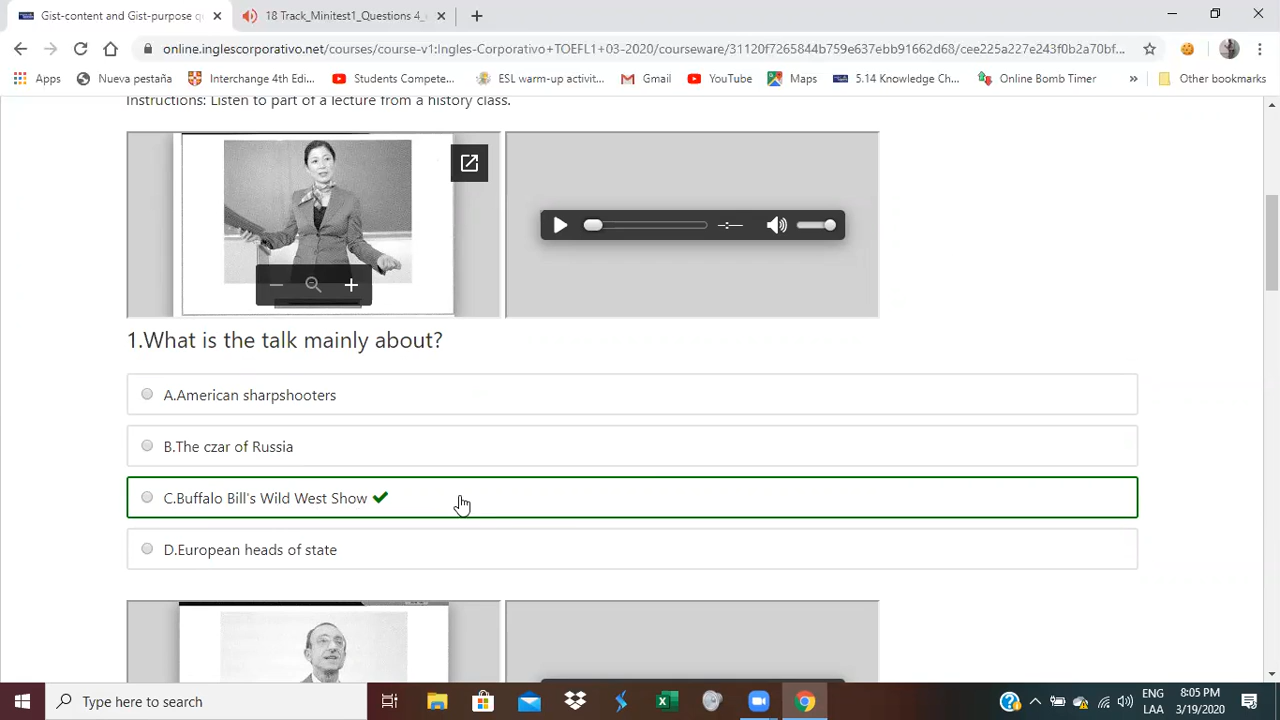 Gist-content and Gist-purpose q
18 Track_Minitest1_Questions 4_
online.inglescorporativo.net/courses/course-v1:Ingles-Corporativo+TOEFL1+03-2020/courseware/31120f7265844b759e637ebb91662d68/cee225a227e243f0b2a70bf...
Apps
Nueva pestaña
Interchange 4th Edi...
Students Compete...
ESL warm-up activit...
Gmail
YouTube
Maps
5.14 Knowledge Ch...
Online Bomb Timer
»
Other bookmarks
Instructions: Listen to part of a lecture from a history class.
1.What is the talk mainly about?
A.American sharpshooters
B.The czar of Russia
C.Buffalo Bill's Wild West Show
D.European heads of state
Type here to search
ENG
LAA
8:05 PM
3/19/2020